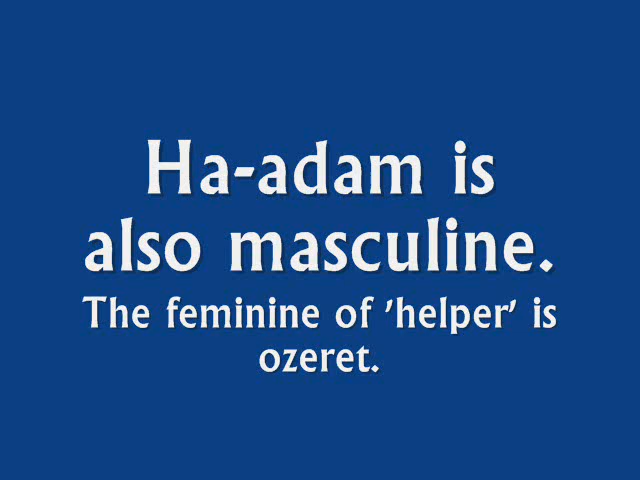 Ha-adam is
also masculine.
The feminine of 'helper' is
ozeret.